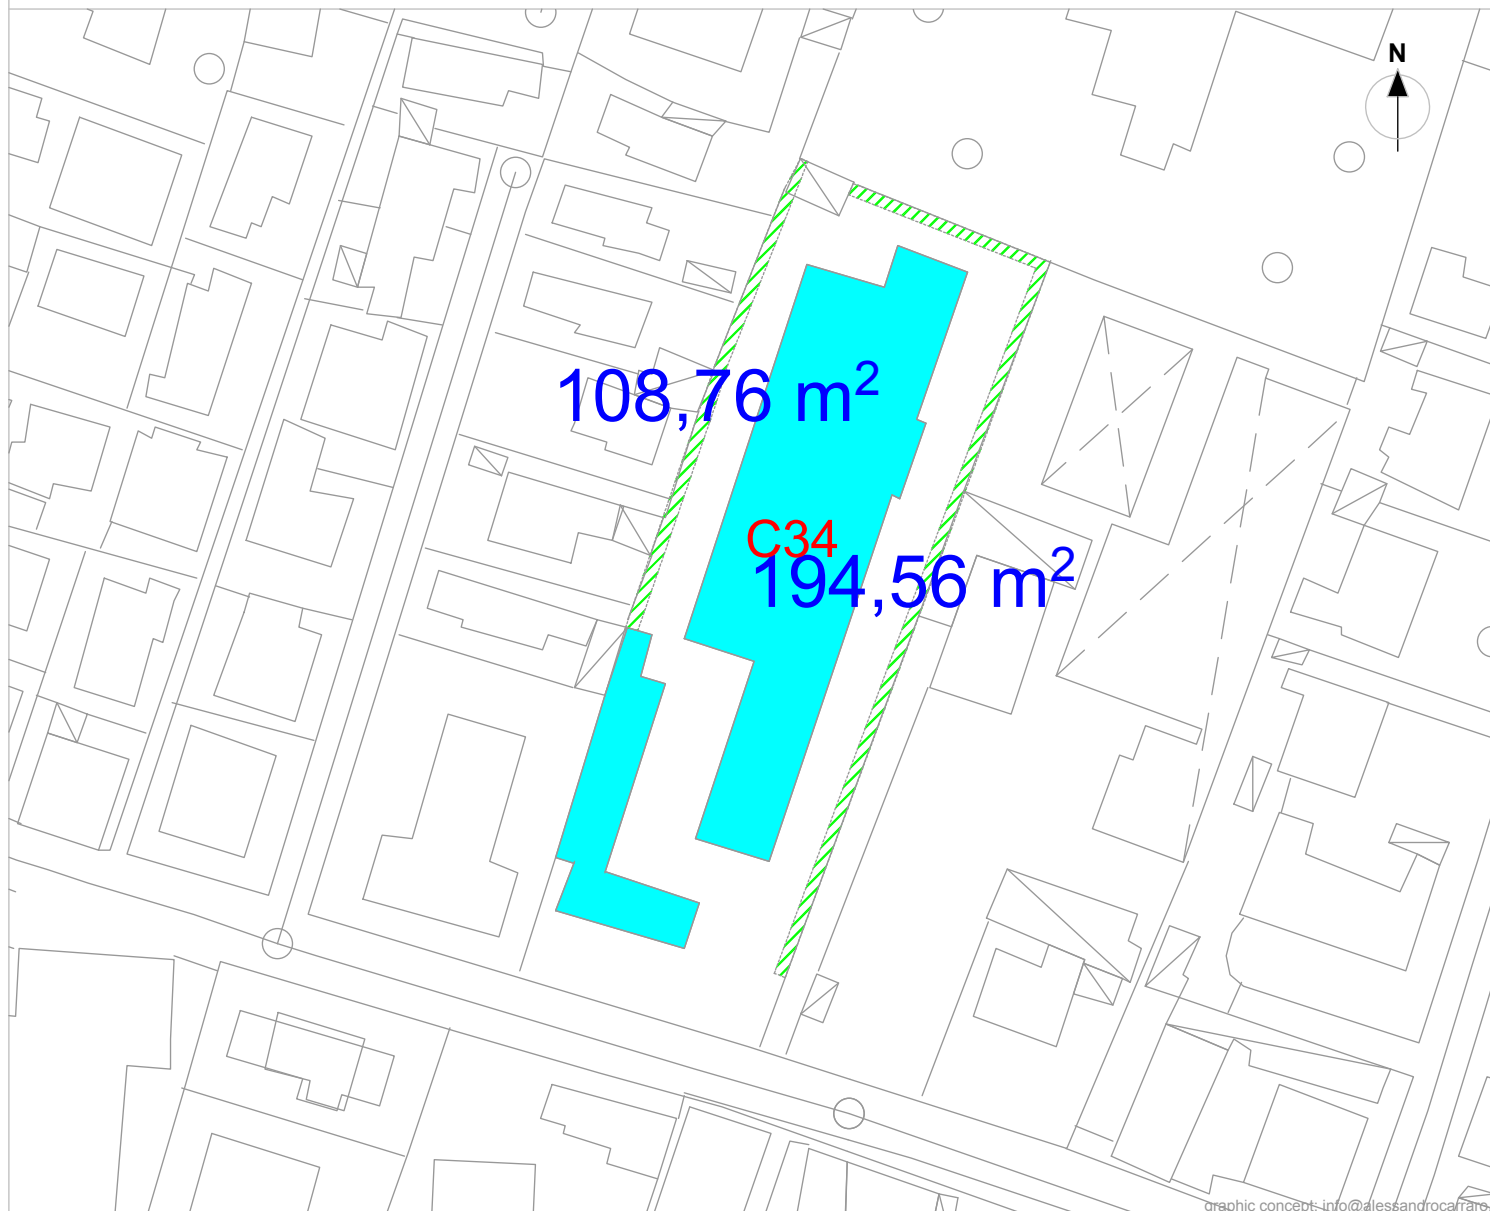 N
108,76 m²
C34
194,56 m²
graphic concept: info@alessandrocarraro.